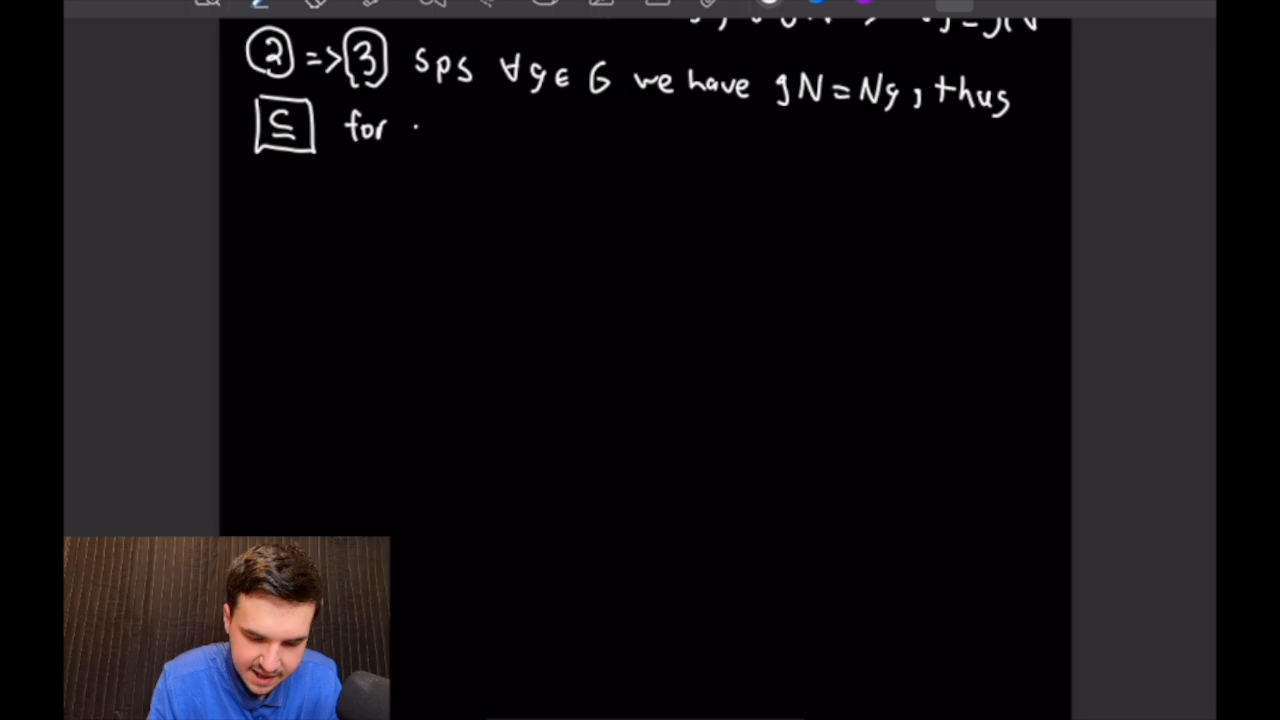 ② => ③ sps ∀g ∈ G we have gN = Ng, thus
⊆ for